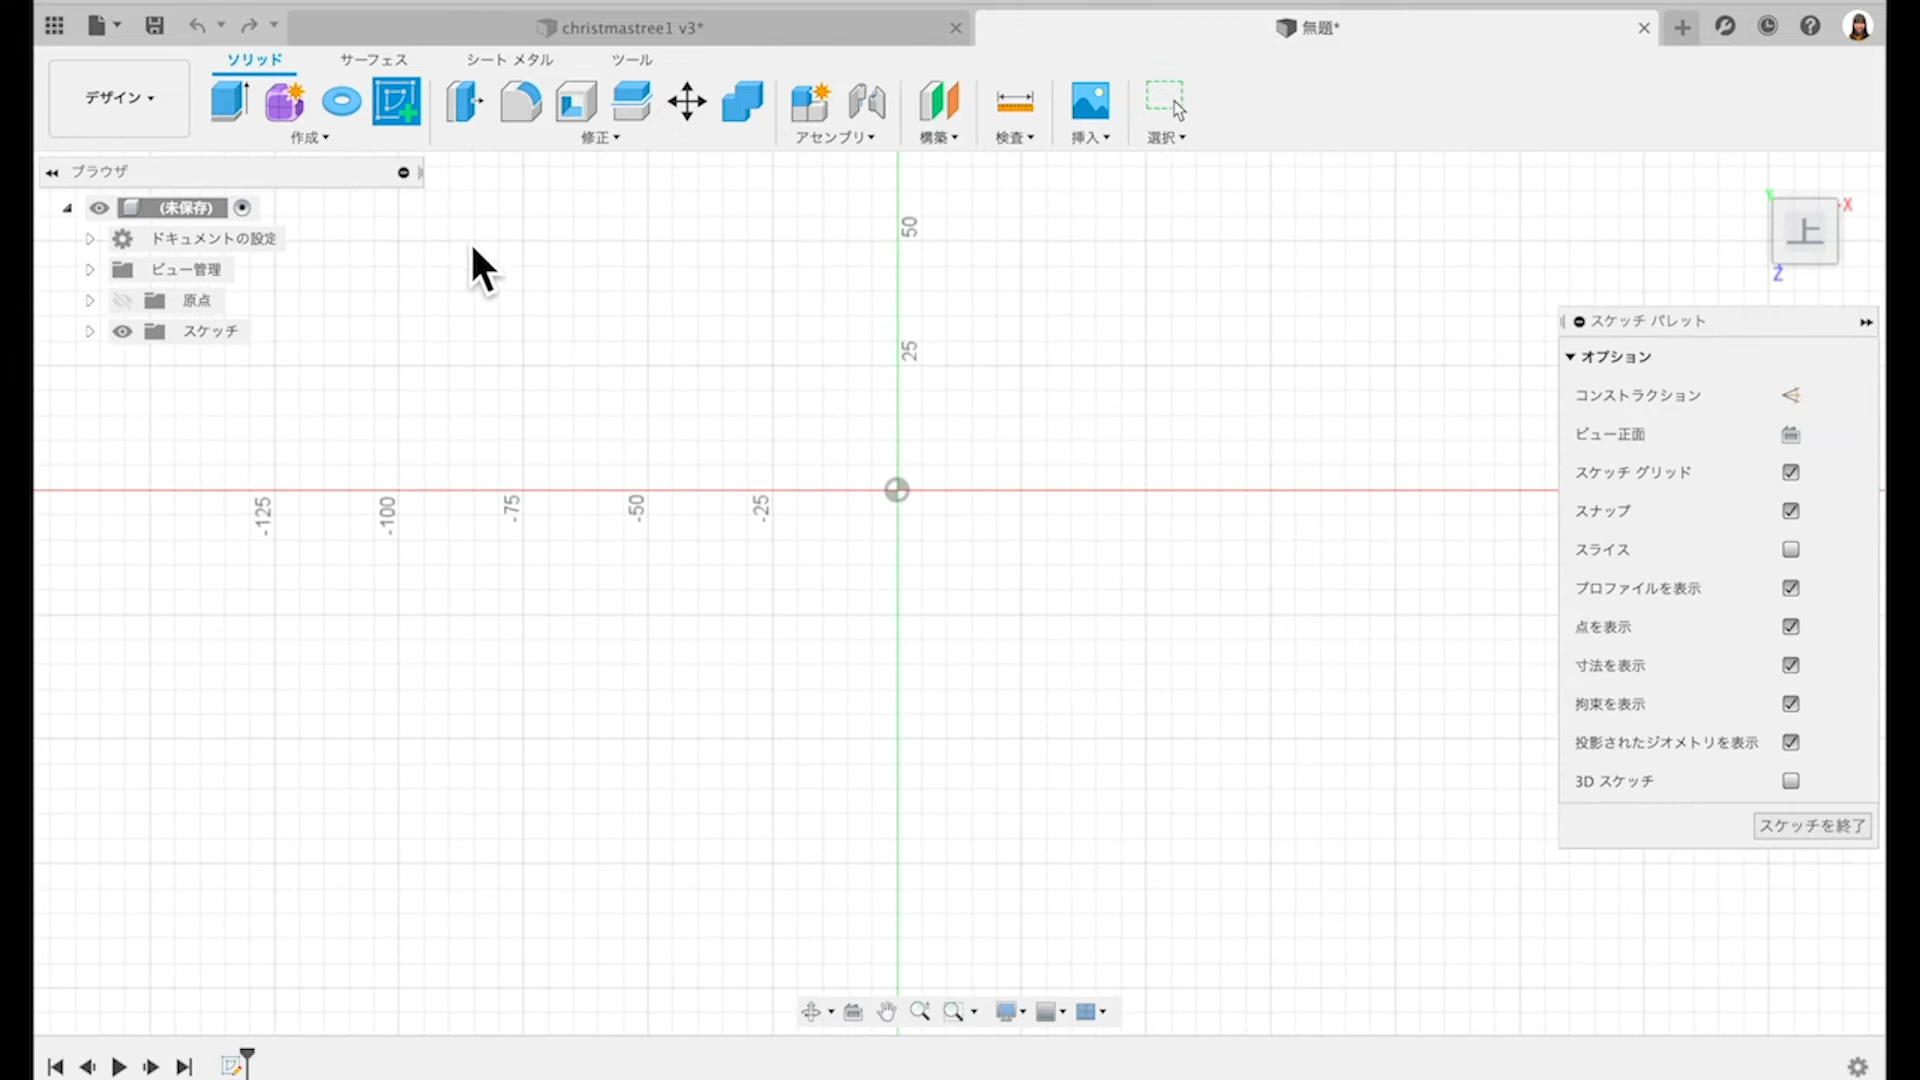 christmastree1 v3*
無題*
ソリッド
サーフェス
シート メタル
ツール
デザイン
作成
修正
アセンブリ
構築
検査
挿入
選択
ブラウザ
(未保存)
ドキュメントの設定
ビュー管理
原点
スケッチ
50
25
-125
-100
-75
-50
-25
Y
X
上
Z
スケッチ パレット
オプション
コンストラクション
ビュー正面
スケッチ グリッド
スナップ
スライス
プロファイルを表示
点を表示
寸法を表示
拘束を表示
投影されたジオメトリを表示
3D スケッチ
スケッチを終了